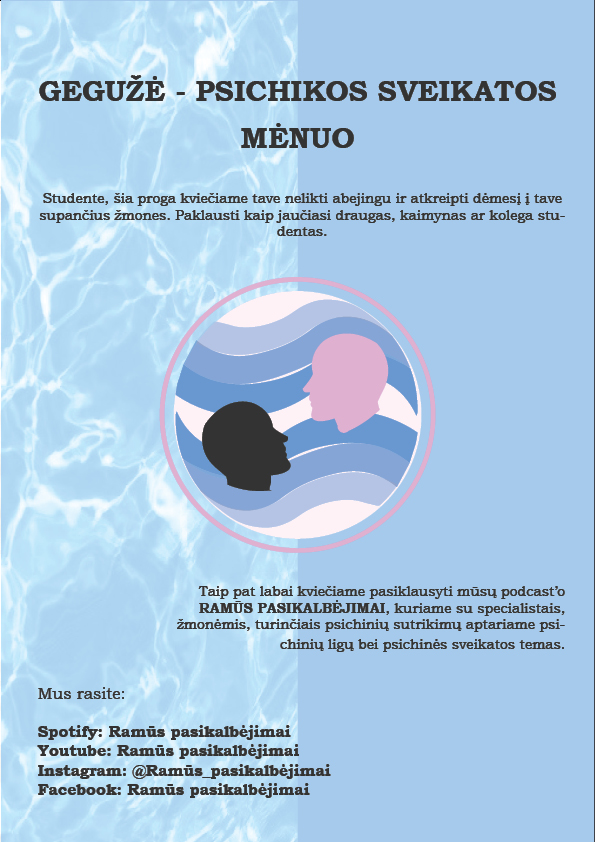 GEGUŽĖ - PSICHIKOS SVEIKATOS
MĖNUO
Studente, šia proga kviečiame tave nelikti abejingu ir atkreipti dėmesį į tave
supančius žmones. Paklausti kaip jaučiasi draugas, kaimynas ar kolega stu-
dentas.
Taip pat labai kviečiame pasiklausyti mūsų podcast’o
RAMŪS PASIKALBĖJIMAI, kuriame su specialistais,
žmonėmis, turinčiais psichinių sutrikimų aptariame psi-
chinių ligų bei psichinės sveikatos temas.
Mus rasite:
Spotify: Ramūs pasikalbėjimai
Youtube: Ramūs pasikalbėjimai
Instagram: @Ramūs_pasikalbėjimai
Facebook: Ramūs pasikalbėjimai